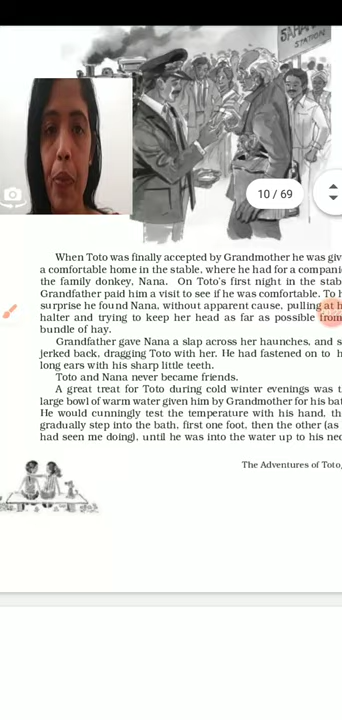 SAHARA
STATION
10 / 69
When Toto was finally accepted by Grandmother he was giv
a comfortable home in the stable, where he had for a compani
the family donkey, Nana. On Toto's first night in the stab
Grandfather paid him a visit to see if he was comfortable. To h
surprise he found Nana, without apparent cause, pulling at h
halter and trying to keep her head as far as possible from
bundle of hay.
Grandfather gave Nana a slap across her haunches, and s
jerked back, dragging Toto with her. He had fastened on to h
long ears with his sharp little teeth.
Toto and Nana never became friends.
A great treat for Toto during cold winter evenings was t
large bowl of warm water given him by Grandmother for his bat
He would cunningly test the temperature with his hand, th
gradually step into the bath, first one foot, then the other (as
had seen me doing), until he was into the water up to his nec
The Adventures of Toto